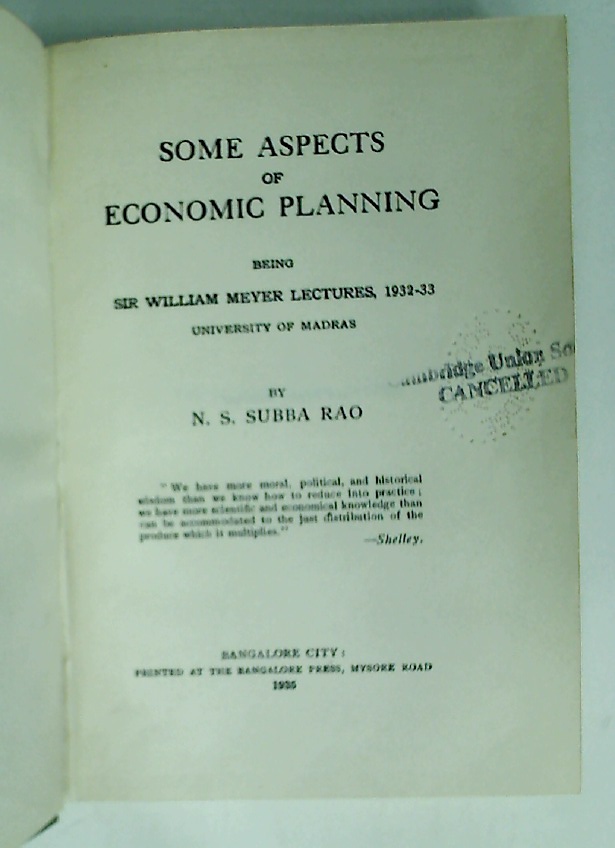 SOME ASPECTS
OF
ECONOMIC PLANNING
BEING
SIR WILLIAM MEYER LECTURES, 1932-33
UNIVERSITY OF MADRAS
Cambridge Union So
CANCELLED
BY
N. S. SUBBA RAO
"We have more moral, political, and historical
wisdom than we know how to reduce into practice;
we have more scientific and economical knowledge than
can be accommodated to the just distribution of the
produce which it multiplies."
—Shelley.
BANGALORE CITY:
PRINTED AT THE BANGALORE PRESS, MYSORE ROAD
1935